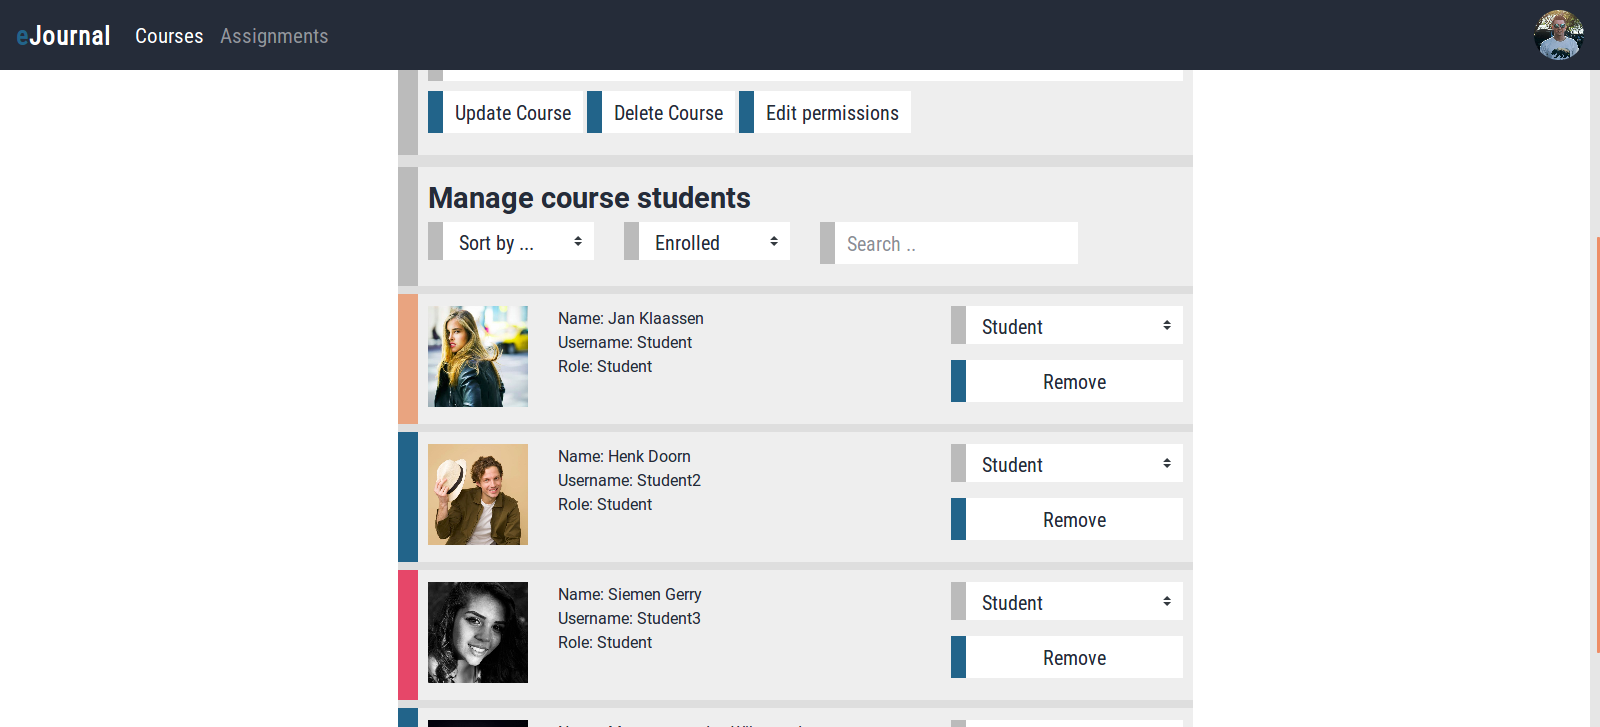 eJournal Courses Assignments
Update Course Delete Course Edit permissions
Manage course students
Sort by ... Enrolled Search ..
Name: Jan Klaassen
Username: Student
Role: Student
Student
Remove
Name: Henk Doorn
Username: Student2
Role: Student
Student
Remove
Name: Siemen Gerry
Username: Student3
Role: Student
Student
Remove